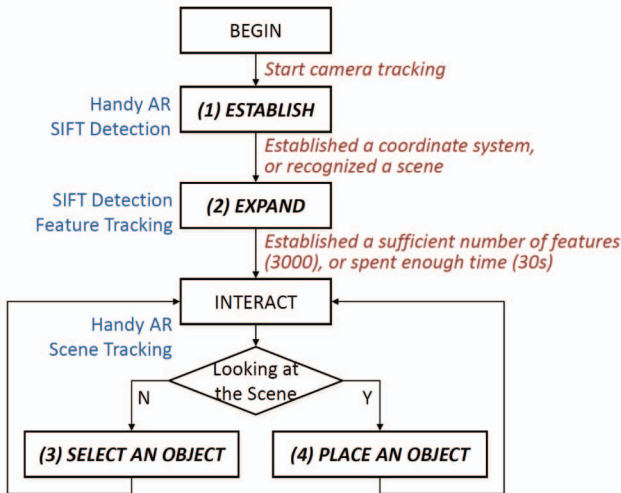 BEGIN
Start camera tracking
Handy AR
SIFT Detection
(1) ESTABLISH
Established a coordinate system,
or recognized a scene
SIFT Detection
Feature Tracking
(2) EXPAND
Established a sufficient number of features
(3000), or spent enough time (30s)
INTERACT
Handy AR
Scene Tracking
Looking at
the Scene
N
Y
(3) SELECT AN OBJECT
(4) PLACE AN OBJECT